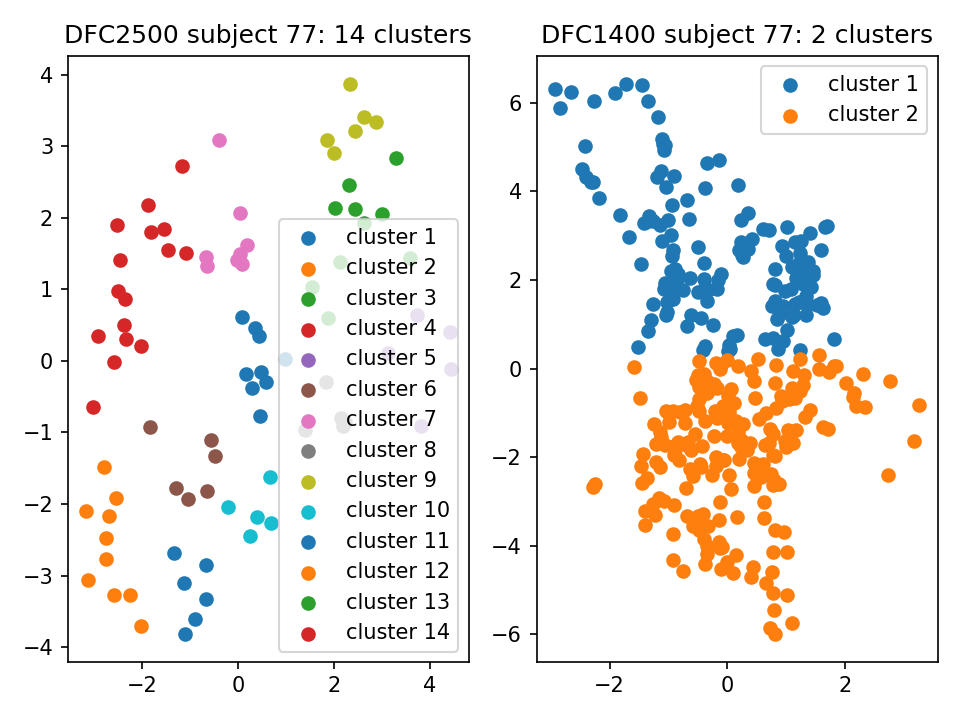 DFC2500 subject 77: 14 clusters
4
3
2
1
0
−1
−2
−3
−4
−2
0
2
4
cluster 1
cluster 2
cluster 3
cluster 4
cluster 5
cluster 6
cluster 7
cluster 8
cluster 9
cluster 10
cluster 11
cluster 12
cluster 13
cluster 14
DFC1400 subject 77: 2 clusters
6
4
2
0
−2
−4
−6
−2
0
2
cluster 1
cluster 2